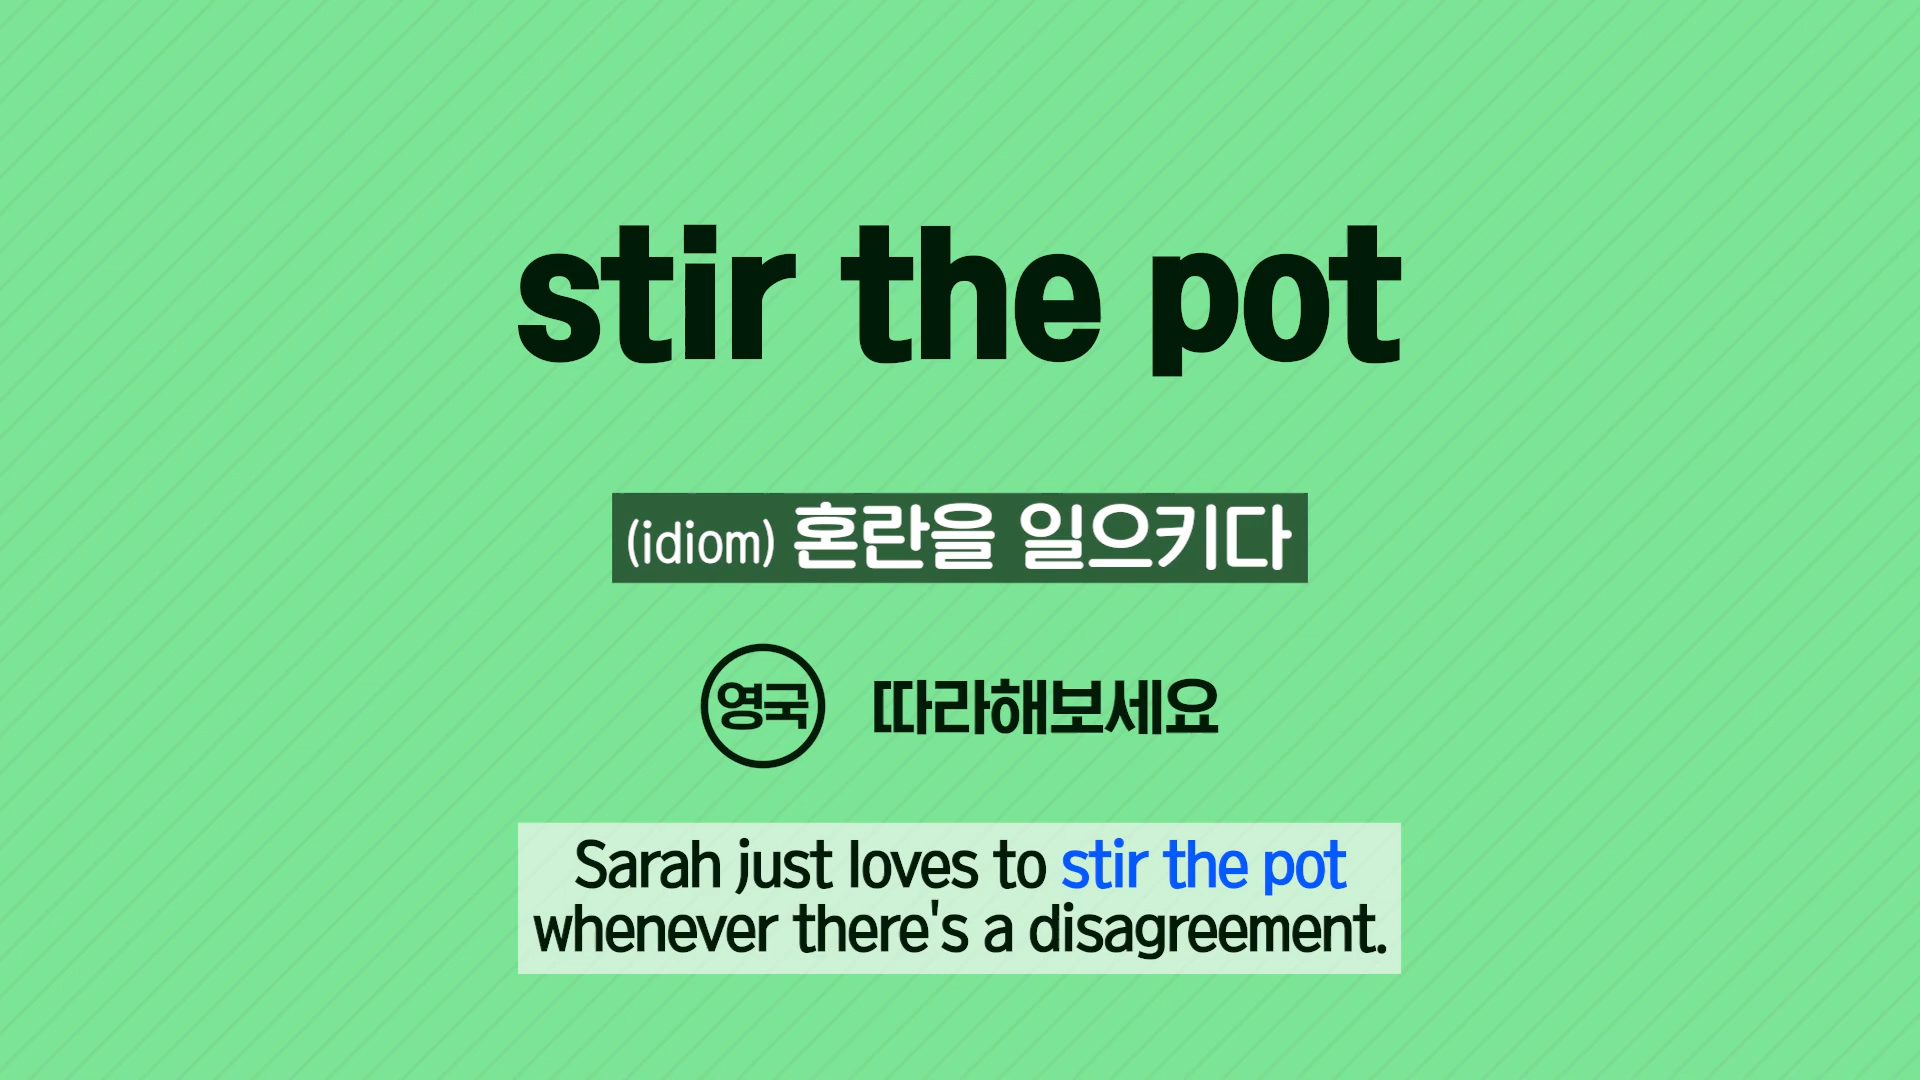 stir the pot
(idiom) 혼란을 일으키다
영국 따라해보세요
Sarah just loves to stir the pot
whenever there's a disagreement.